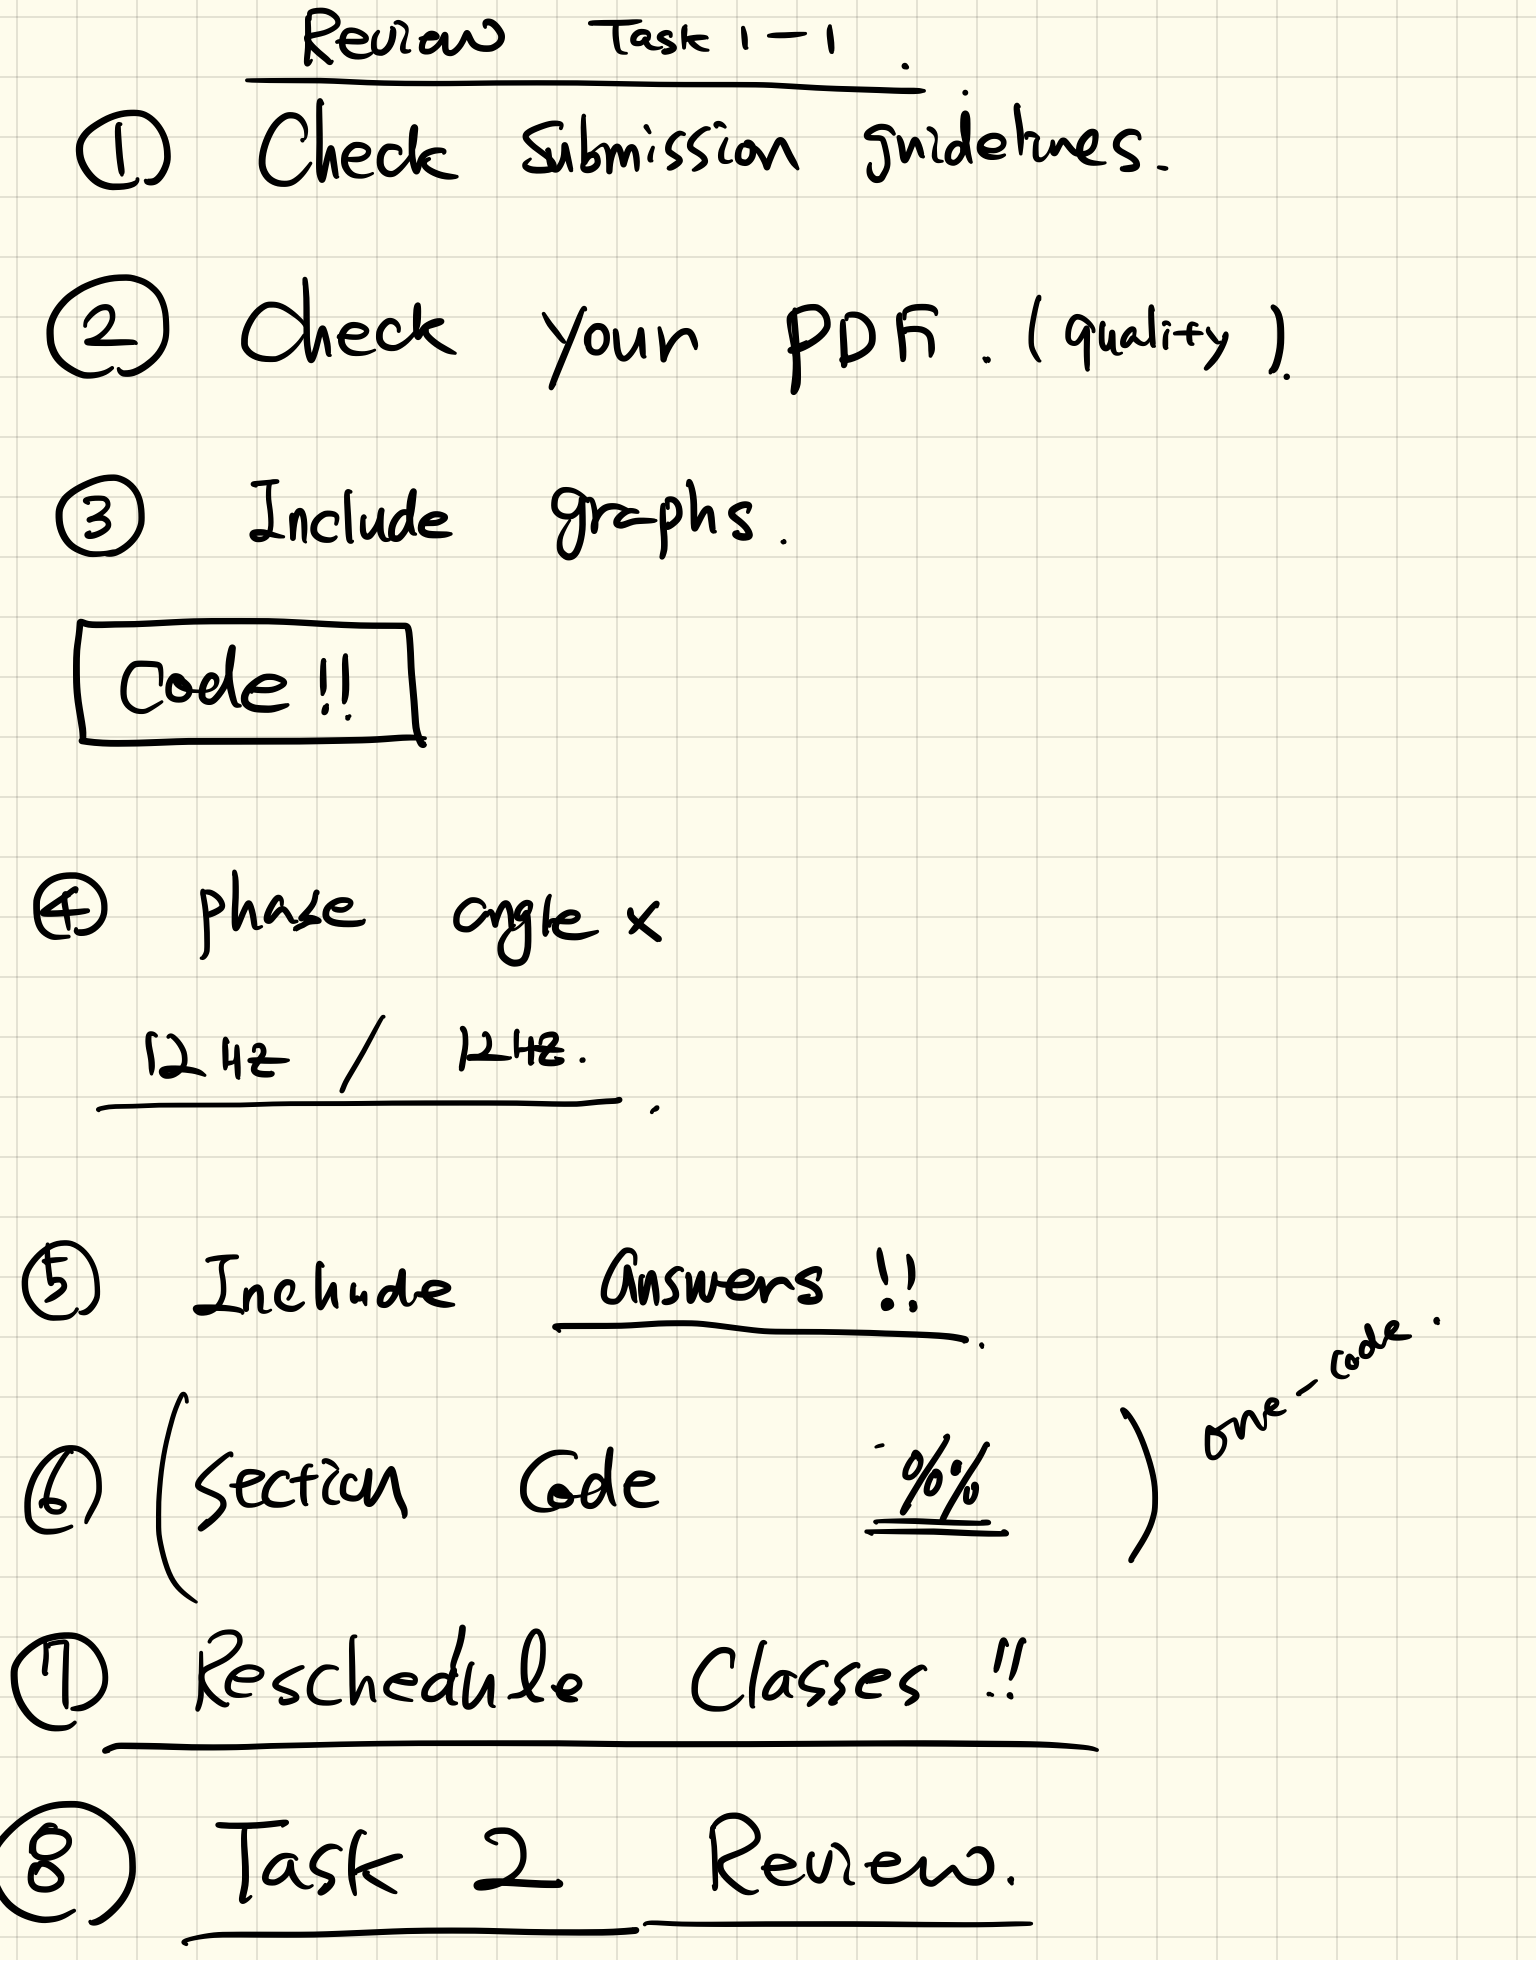 Review Task 1-1.
① Check Submission guidelines.
② Check your PDF. (quality).
③ Include graphs.
Code!!
④ phase angle x
12 Hz / 12Hz.
⑤ Include answers!!
one-code.
⑥ (Section Code %%)
⑦ Reschedule Classes!!
⑧ Task 2 Review.